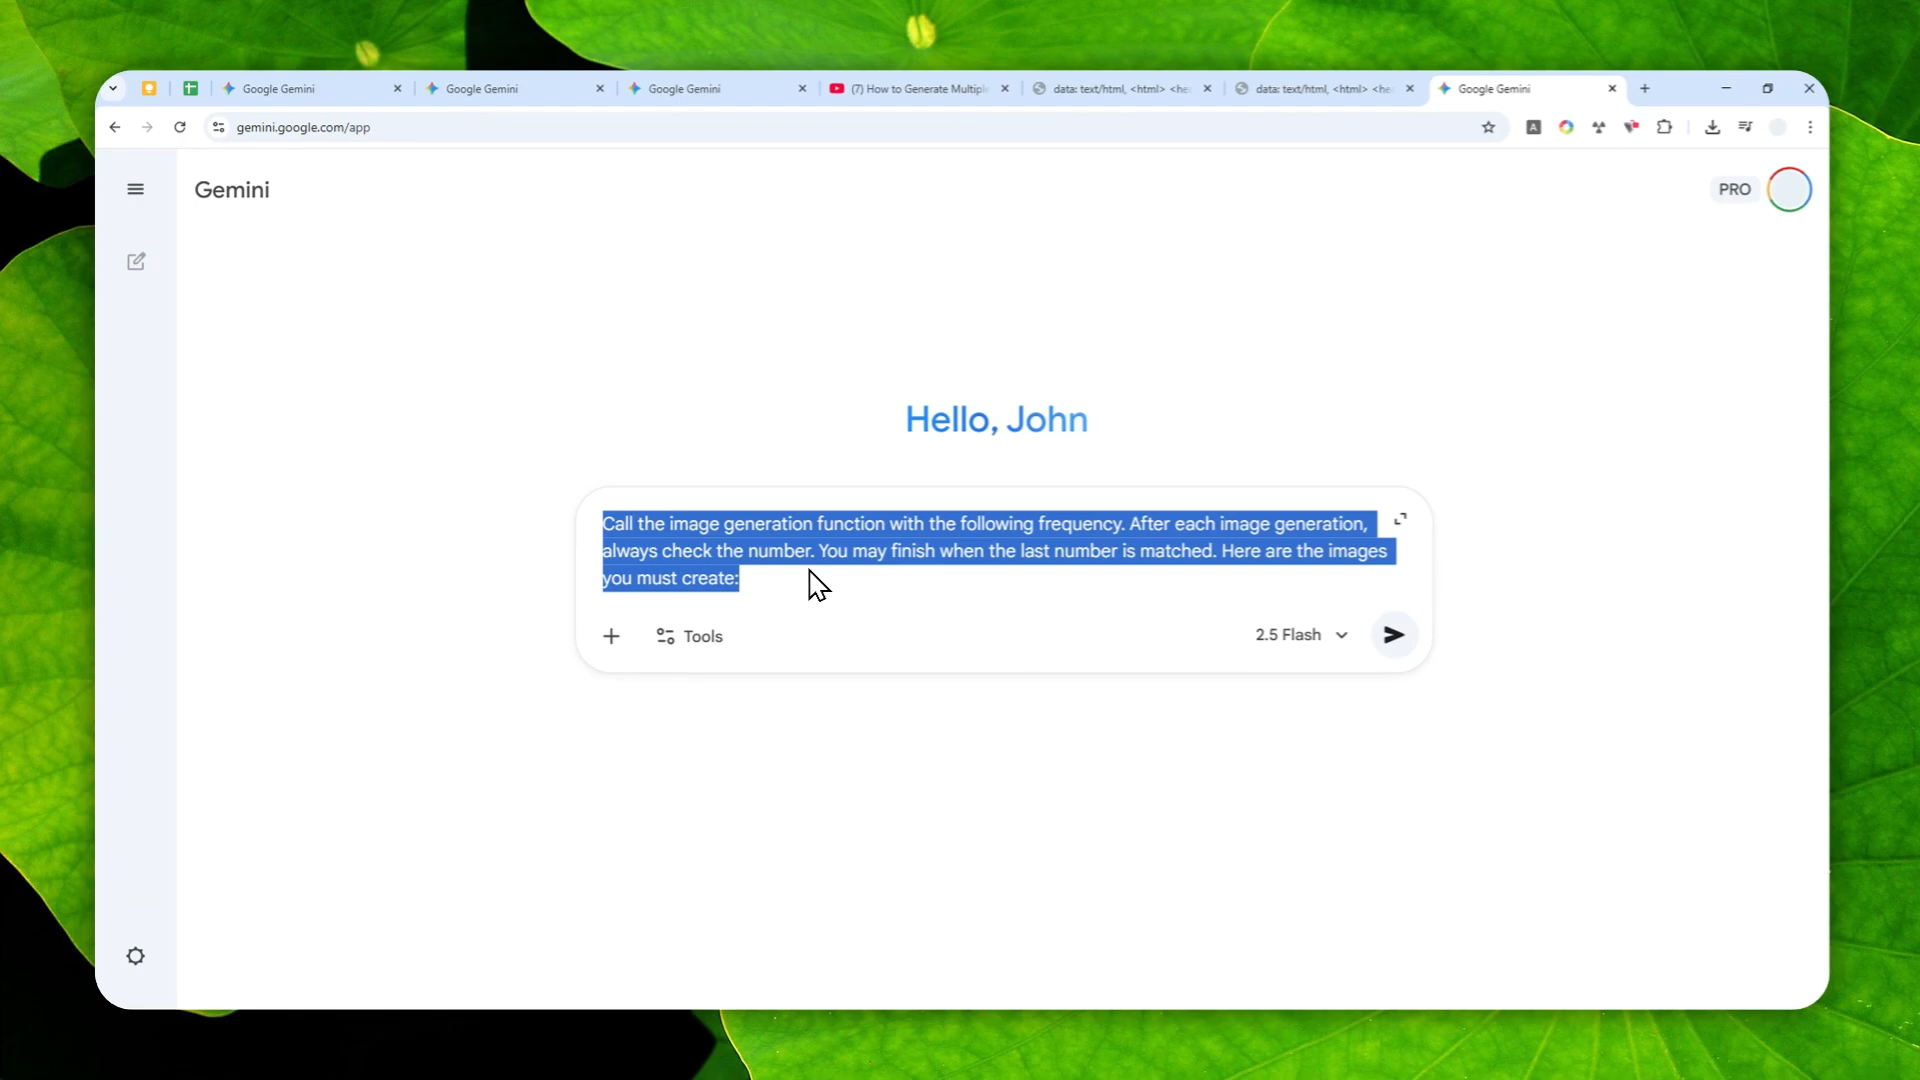 Google Gemini
Google Gemini
Google Gemini
(7) How to Generate Multiple
data: text/html, <html> <he
data: text/html, <html> <he
Google Gemini
gemini.google.com/app
A
Gemini
PRO
Hello, John
Call the image generation function with the following frequency. After each image generation,
always check the number. You may finish when the last number is matched. Here are the images
you must create:
Tools
2.5 Flash